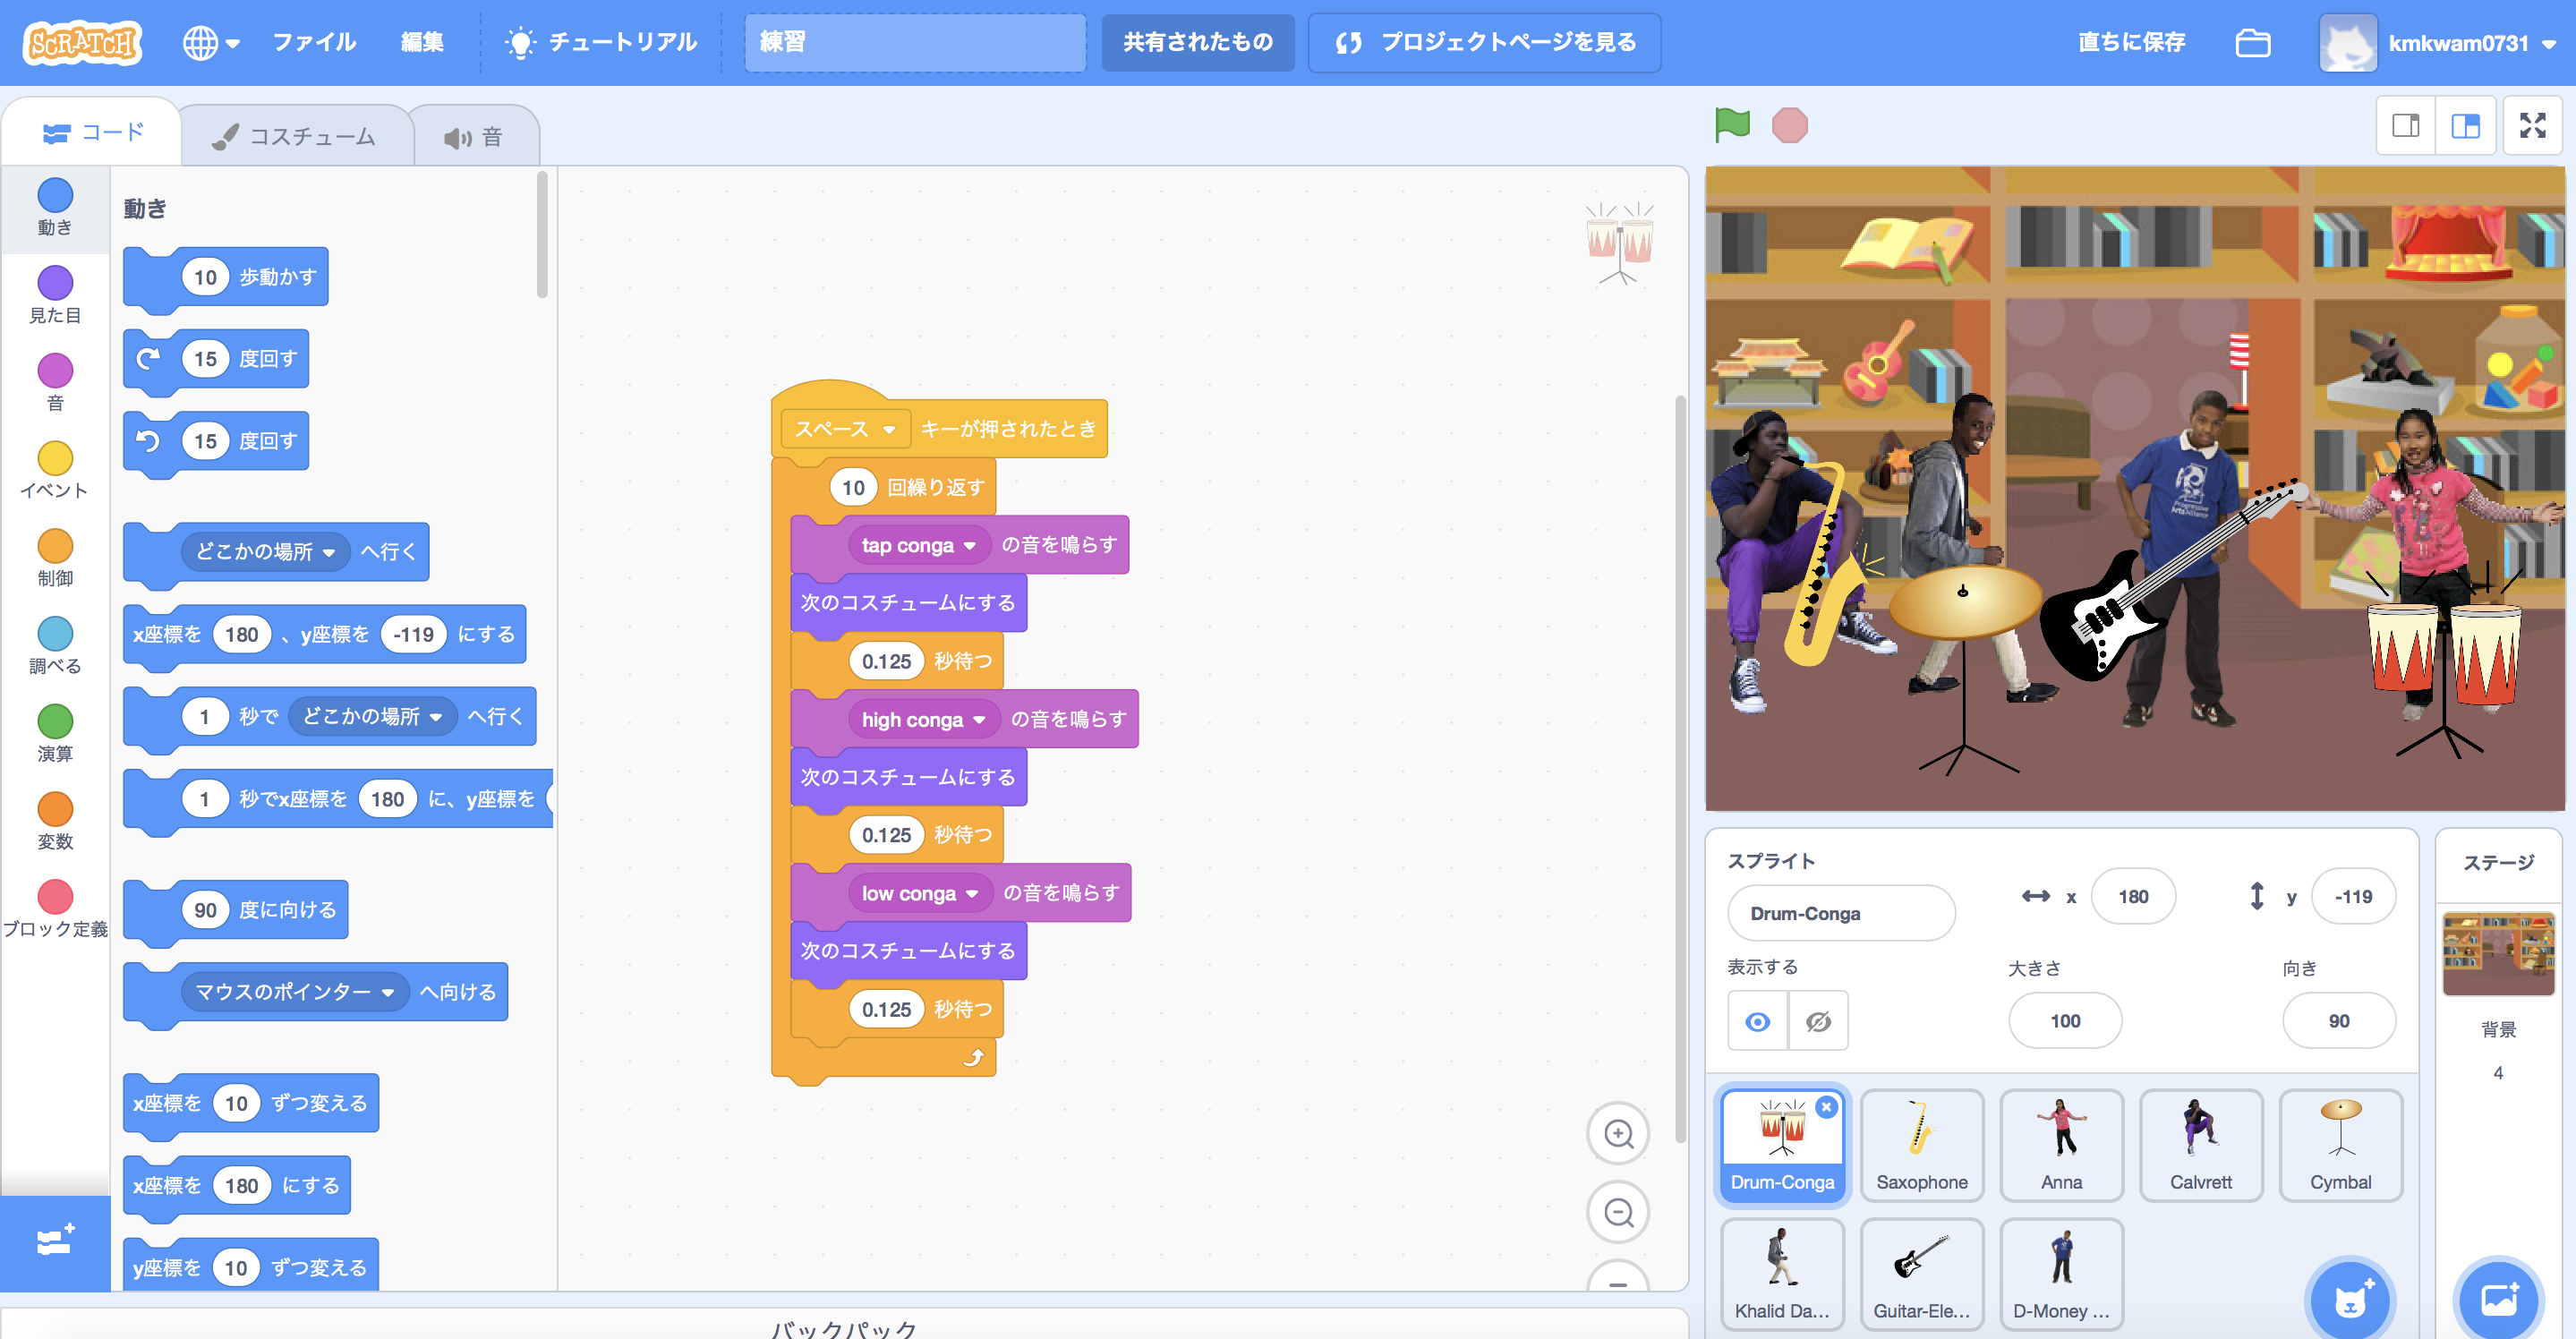 SCRATCH
ファイル
編集
チュートリアル
練習
共有されたもの
プロジェクトページを見る
直ちに保存
kmkwam0731
コード
コスチューム
音
動き
見た目
音
イベント
制御
調べる
演算
変数
ブロック定義
動き
10 歩動かす
15 度回す
15 度回す
どこかの場所 へ行く
x座標を 180 、y座標を -119 にする
1 秒で どこかの場所 へ行く
1 秒でx座標を 180 に、y座標を
90 度に向ける
マウスのポインター へ向ける
x座標を 10 ずつ変える
x座標を 180 にする
y座標を 10 ずつ変える
スペース キーが押されたとき
10 回繰り返す
tap conga の音を鳴らす
次のコスチュームにする
0.125 秒待つ
high conga の音を鳴らす
次のコスチュームにする
0.125 秒待つ
low conga の音を鳴らす
次のコスチュームにする
0.125 秒待つ
バックパック
Progressive
Arts Alliance
スプライト
Drum-Conga
x 180
y -119
表示する
大きさ
100
向き
90
Drum-Conga
Saxophone
Anna
Calvrett
Cymbal
Khalid Da...
Guitar-Ele...
D-Money ...
ステージ
背景
4